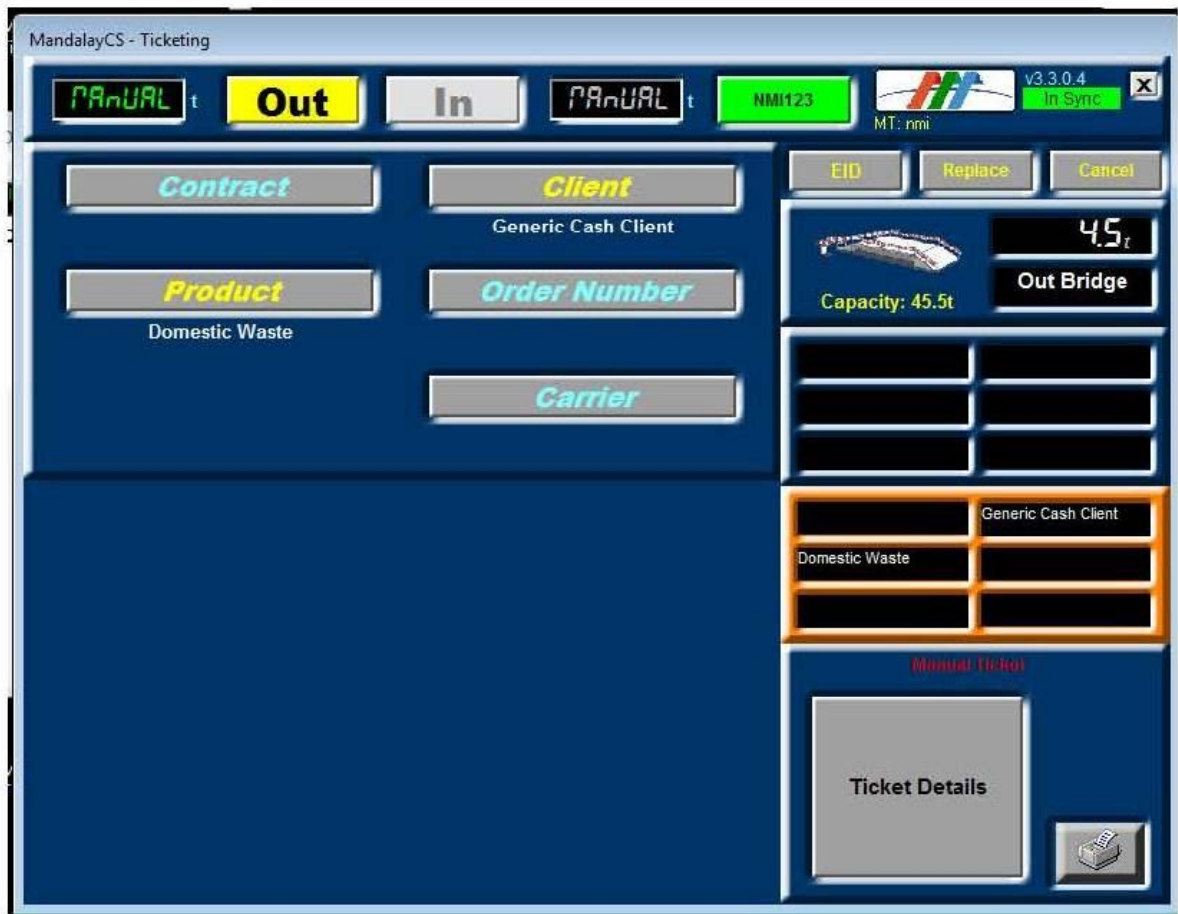 MandalayCS - Ticketing
MANUAL t Out In MANUAL t NMI123
v3.3.0.4
In Sync
MT: nmi
X
Contract Client
Generic Cash Client
Product Order Number
Domestic Waste
Carrier
EID Replace Cancel
4.5t
Out Bridge
Capacity: 45.5t
Generic Cash Client
Domestic Waste
Manual Ticket
Ticket Details